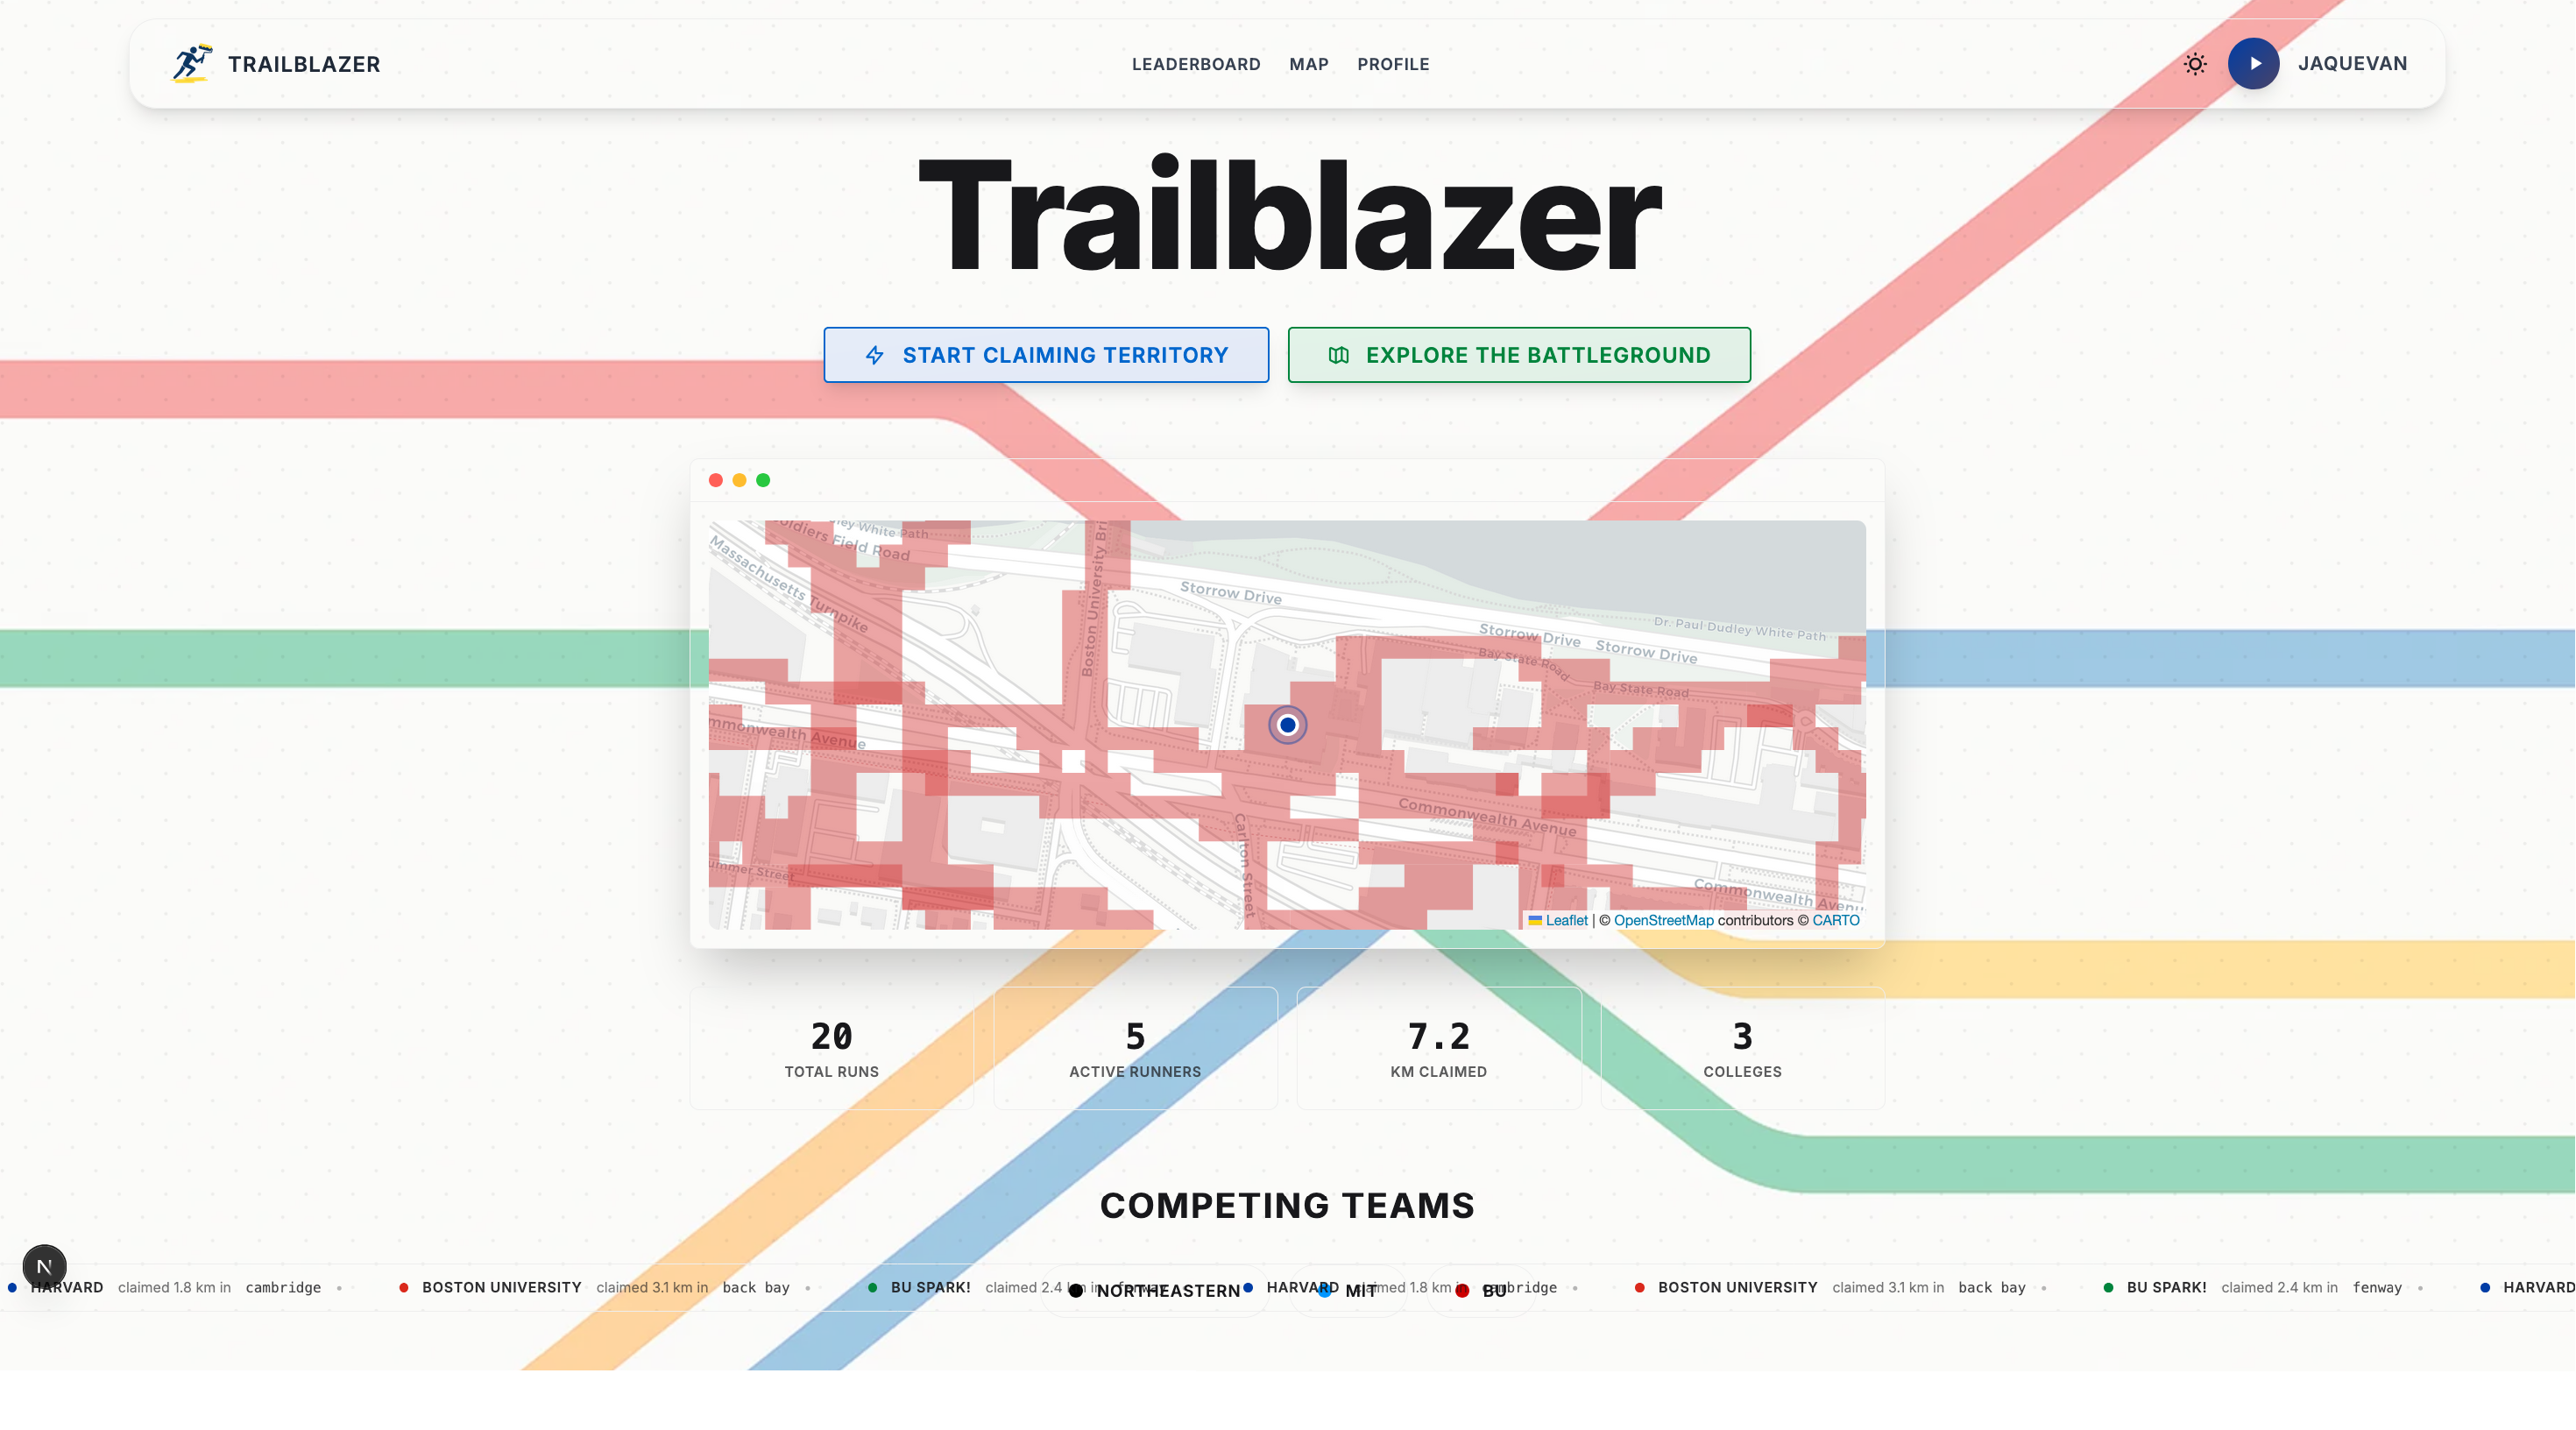 TRAILBLAZER
LEADERBOARD MAP PROFILE
JAQUEVAN
Trailblazer
START CLAIMING TERRITORY
EXPLORE THE BATTLEGROUND
Soldiers Field Road
Massachusetts Turnpike
Boston University Bri
Storrow Drive
Storrow Drive
Storrow Drive
Dr. Paul Dudley White Path
Bay State Road
Bay State Road
mmonwealth Avenue
Commonwealth Avenue
Carlton Street
ummer Street
Commonwealth Avenu
Leaflet | © OpenStreetMap contributors © CARTO
20
TOTAL RUNS
5
ACTIVE RUNNERS
7.2
KM CLAIMED
3
COLLEGES
COMPETING TEAMS
N
HARVARD claimed 1.8 km in cambridge • BOSTON UNIVERSITY claimed 3.1 km in back bay • BU SPARK! claimed 2.4 km in fenway HARVARD claimed 1.8 km in cambridge • BOSTON UNIVERSITY claimed 3.1 km in back bay • BU SPARK! claimed 2.4 km in fenway • HARVARD
NORTHEASTERN MIT BU